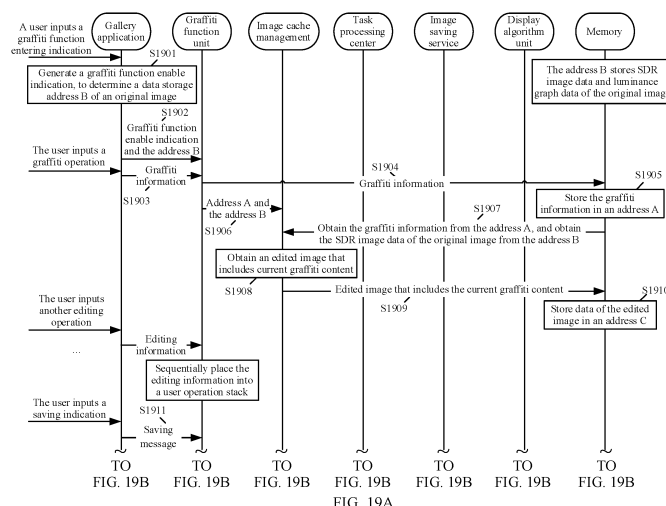 A user inputs a
graffiti function
entering indication
Gallery
application
Graffiti
function unit
Image cache
management
Task
processing
center
Image
saving
service
Display
algorithm
unit
Memory
S1901
Generate a graffiti function enable
indication, to determine a data storage
address B of an original image
The address B stores SDR
image data and luminance
graph data of the original image
S1902
Graffiti function
enable indication
and the address B
The user inputs a
graffiti operation
Graffiti
information
S1903
S1904
Graffiti information
S1905
Store the graffiti
information in an address A
Address A and
the address B
S1906
S1907
Obtain the graffiti information from the address A, and obtain
the SDR image data of the original image from the address B
Obtain an edited image that
includes current graffiti content
S1908
Edited image that includes the current graffiti content
S1909
S1910
Store data of the edited
image in an address C
The user inputs
another editing
operation
...
Editing
information
Sequentially place the
editing information into
a user operation stack
The user inputs a
saving indication
S1911
Saving
message
TO
FIG. 19B
TO
FIG. 19B
TO
FIG. 19B
TO
FIG. 19B
TO
FIG. 19B
TO
FIG. 19B
TO
FIG. 19B
FIG. 19A